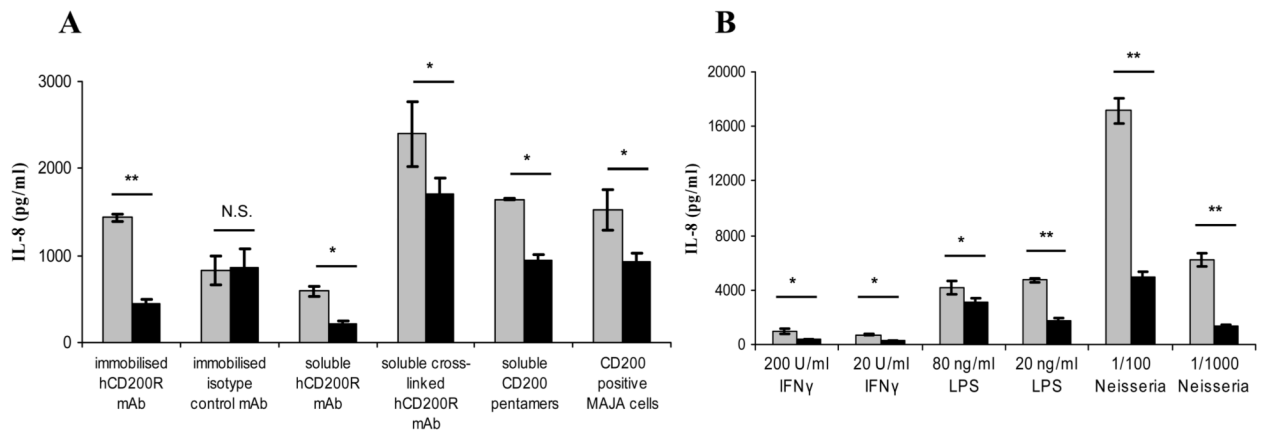 A
IL-8 (pg/ml)
3000
2000
1000
0
**
N.S.
*
*
*
*
immobilised
hCD200R
mAb
immobilised
isotype
control mAb
soluble
hCD200R
mAb
soluble cross-
linked
hCD200R
mAb
soluble
CD200
pentamers
CD200
positive
MAJA cells
B
IL-8 (pg/ml)
20000
16000
12000
8000
4000
0
*
*
*
**
**
**
200 U/ml
IFNγ
20 U/ml
IFNγ
80 ng/ml
LPS
20 ng/ml
LPS
1/100
Neisseria
1/1000
Neisseria